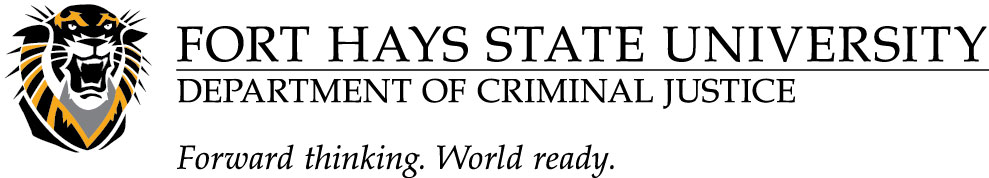 FORT HAYS STATE UNIVERSITY
DEPARTMENT OF CRIMINAL JUSTICE
Forward thinking. World ready.